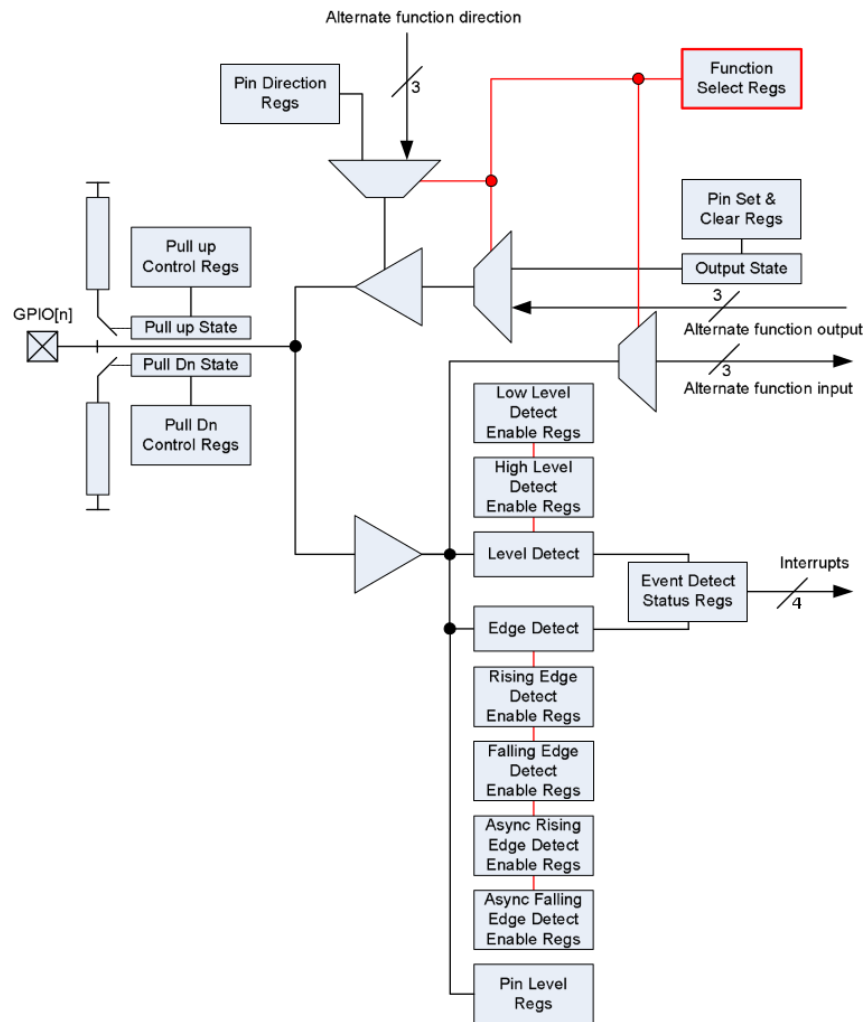 Alternate function direction
3
Pin Direction
Regs
Function
Select Regs
Pin Set &
Clear Regs
Output State
3
Alternate function output
3
Alternate function input
Pull up
Control Regs
Pull up State
GPIO[n]
Pull Dn State
Pull Dn
Control Regs
Low Level
Detect
Enable Regs
High Level
Detect
Enable Regs
Level Detect
Event Detect
Status Regs
Interrupts
4
Edge Detect
Rising Edge
Detect
Enable Regs
Falling Edge
Detect
Enable Regs
Async Rising
Edge Detect
Enable Regs
Async Falling
Edge Detect
Enable Regs
Pin Level
Regs